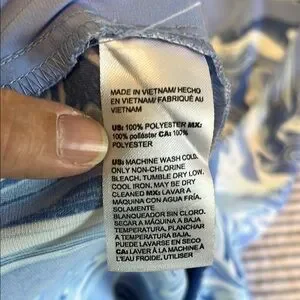 MADE IN VIETNAM/ HECHO
EN VIETNAM/ FABRIQUÉ AU
VIETNAM
US: 100% POLYESTER MX:
100% poliéster CA: 100%
POLYESTER
US: MACHINE WASH COLD.
ONLY NON-CHLORINE
BLEACH. TUMBLE DRY LOW.
COOL IRON. MAY BE DRY
CLEANED MX: LAVAR A
MÁQUINA CON AGUA FRÍA.
SOLAMENTE
BLANQUEADOR SIN CLORO.
SECAR A MÁQUINA A BAJA
TEMPERATURA. PLANCHAR
A TEMPERATURA BAJA.
PUEDE LAVARSE EN SECO
CA: LAVER À LA MACHINE À
L'EAU FROIDE. UTILISER